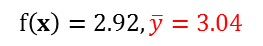 f(x) = 2.92, y̅ = 3.04